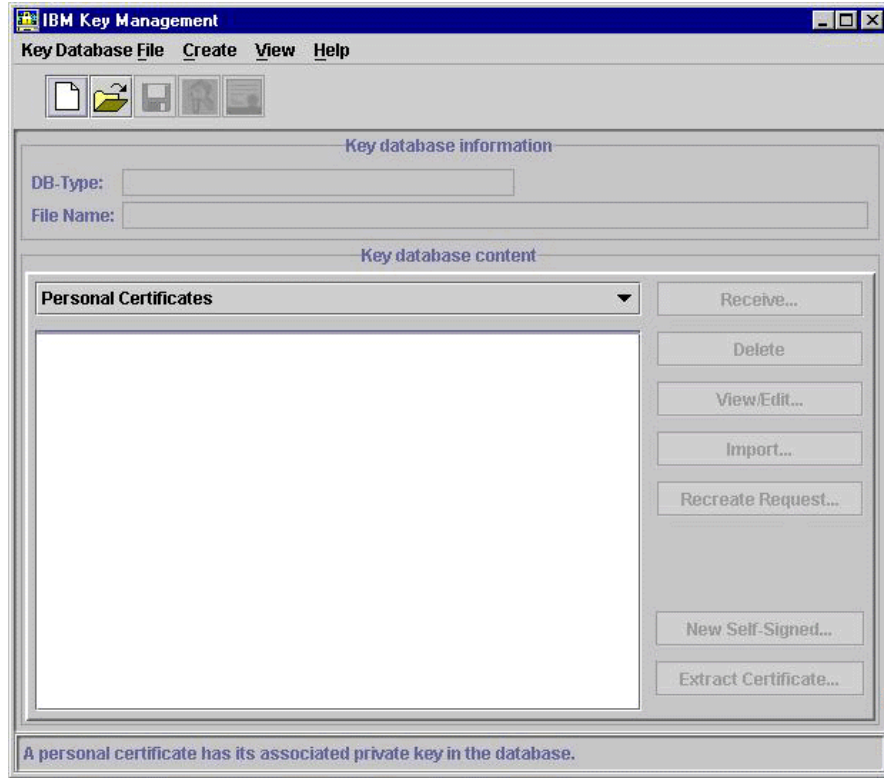 IBM Key Management
Key Database File Create View Help
Key database information
DB-Type:
File Name:
Key database content
Personal Certificates
Receive...
Delete
View/Edit...
Import...
Recreate Request...
New Self-Signed...
Extract Certificate...
A personal certificate has its associated private key in the database.